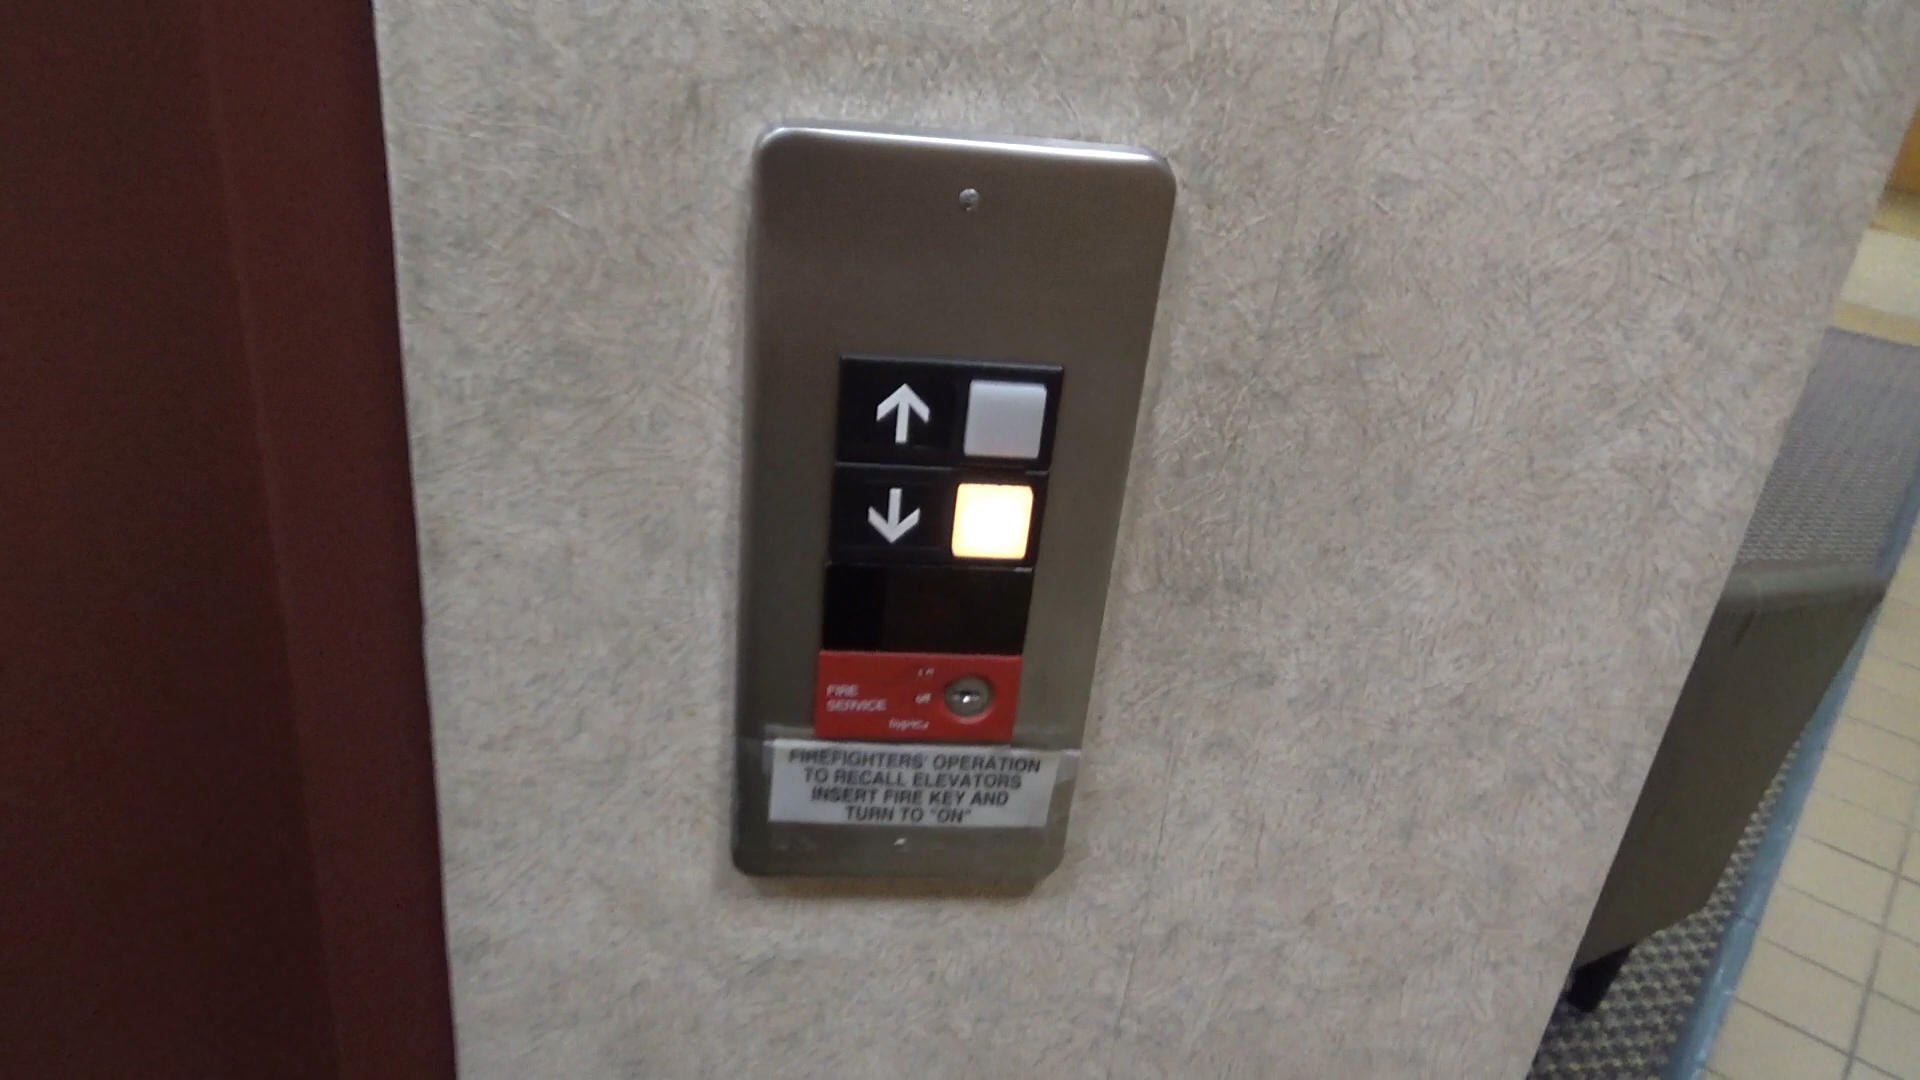 FIRE
SERVICE
off
FIREFIGHTERS' OPERATION
TO RECALL ELEVATORS
INSERT FIRE KEY AND
TURN TO "ON"